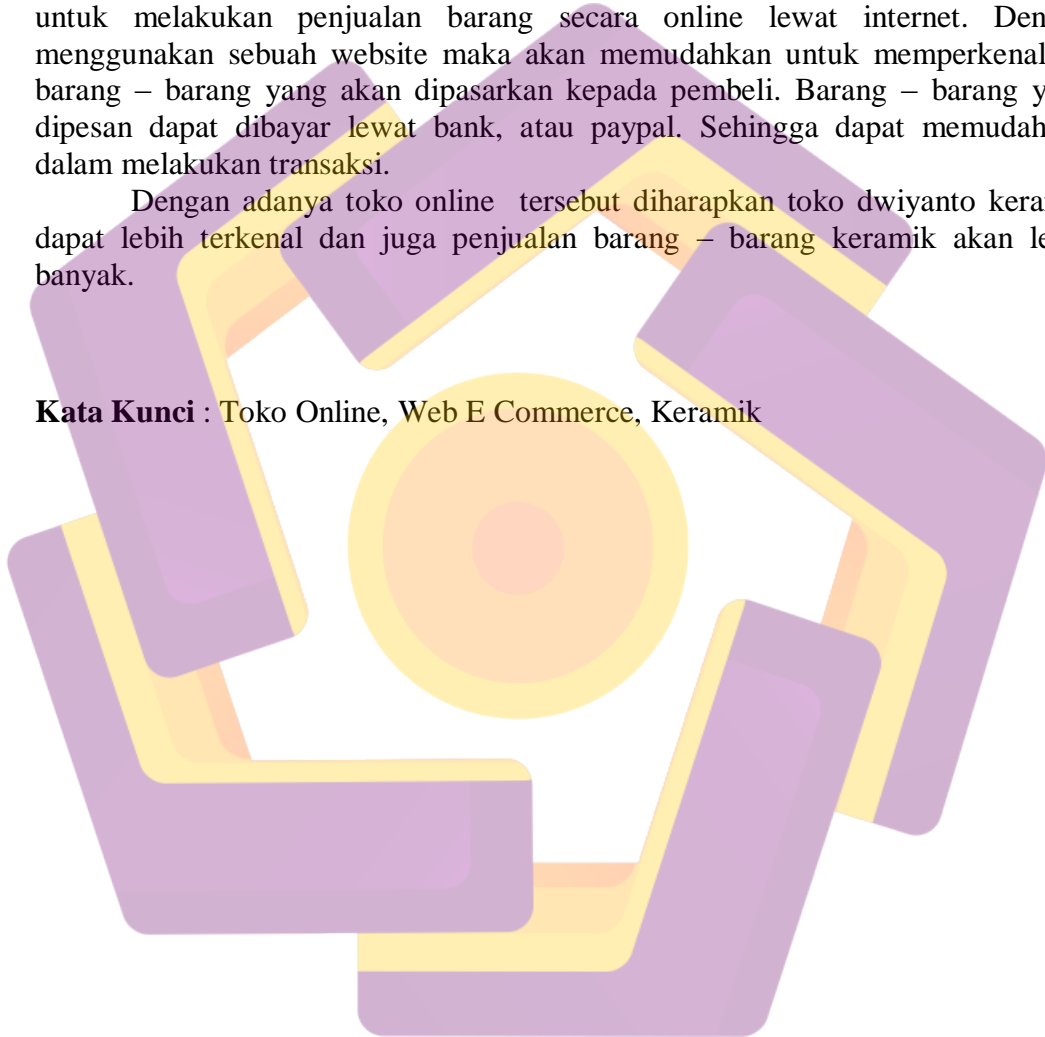 untuk melakukan penjualan barang secara online lewat internet. Den
menggunakan sebuah website maka akan memudahkan untuk memperkenal
barang – barang yang akan dipasarkan kepada pembeli. Barang – barang y
dipesan dapat dibayar lewat bank, atau paypal. Sehingga dapat memudah
dalam melakukan transaksi.
Dengan adanya toko online tersebut diharapkan toko dwiyanto kera
dapat lebih terkenal dan juga penjualan barang – barang keramik akan le
banyak.
Kata Kunci : Toko Online, Web E Commerce, Keramik